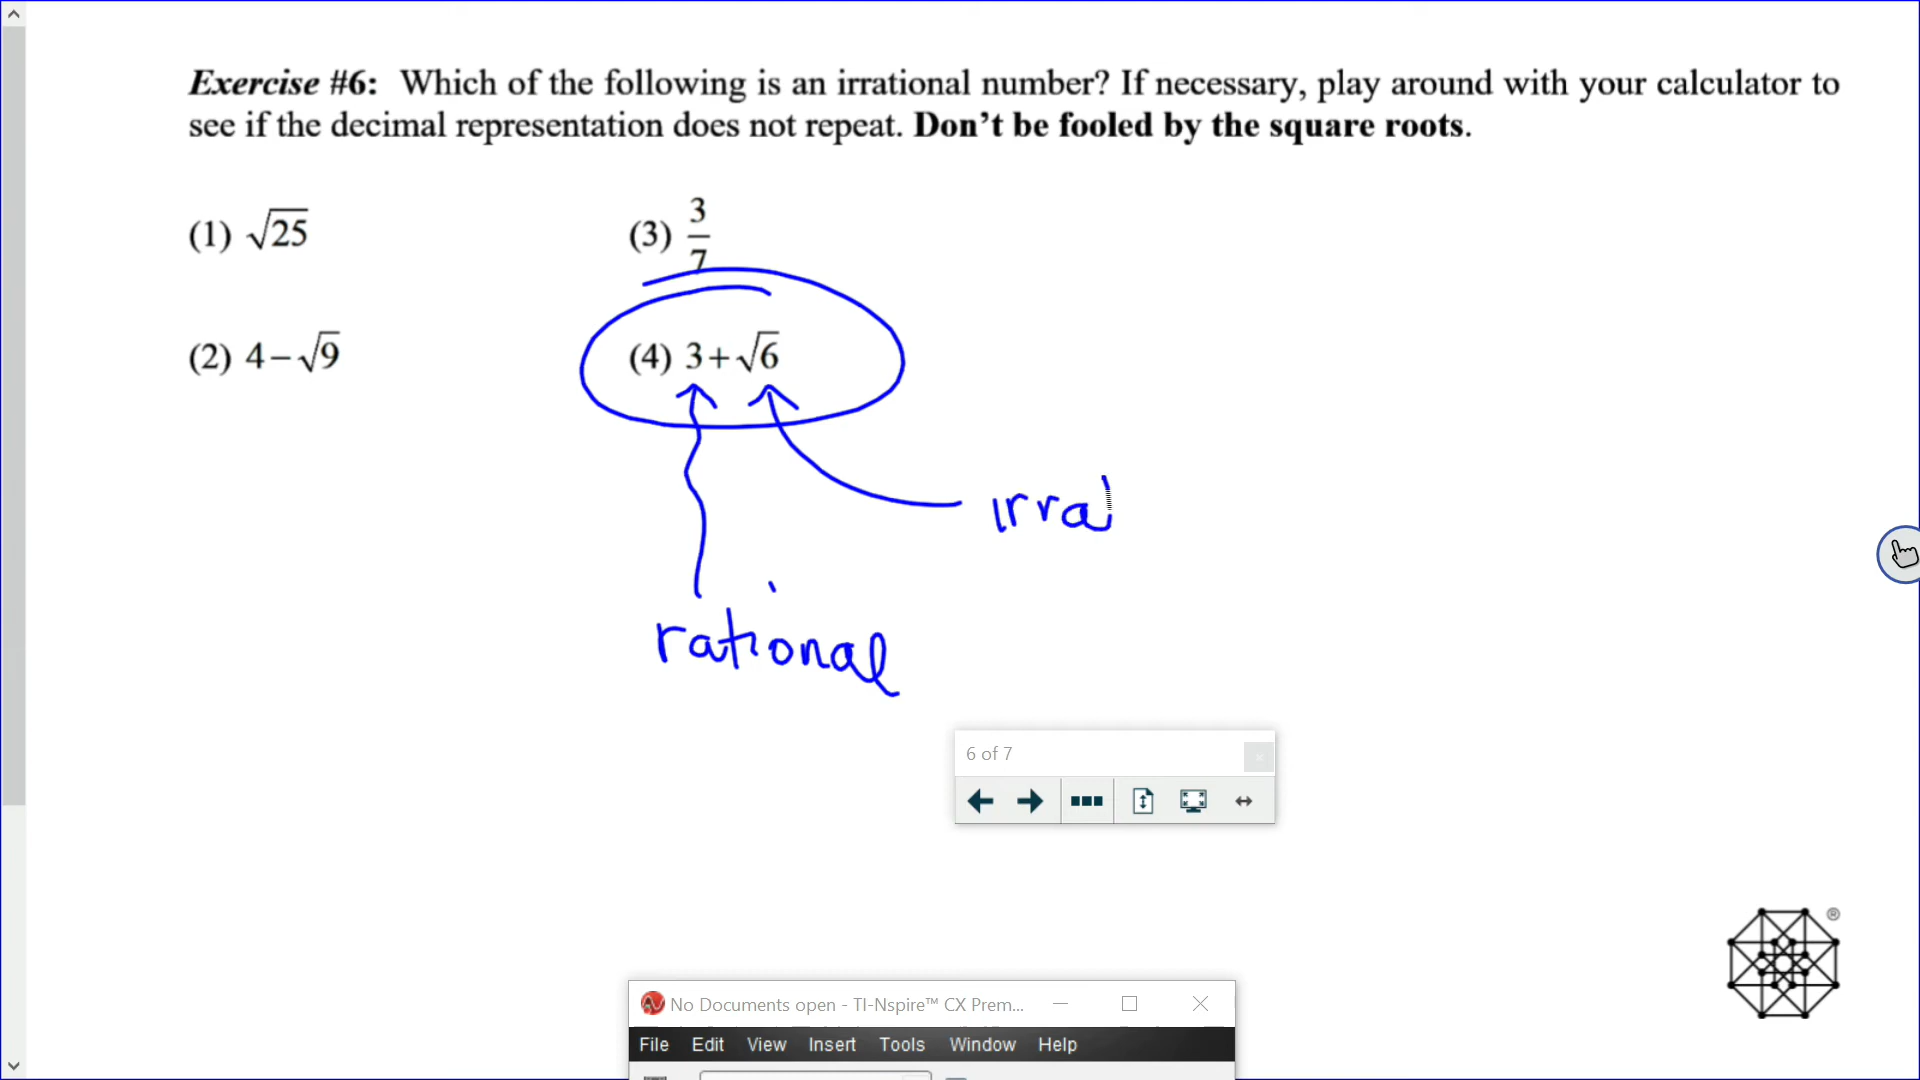 Exercise #6: Which of the following is an irrational number? If necessary, play around with your calculator to
see if the decimal representation does not repeat. Don't be fooled by the square roots.
(1) √25
(3) 3/7
(2) 4−√9
(4) 3+√6
irra
rational
6 of 7
®
No Documents open - TI-Nspire™ CX Prem...
File Edit View Insert Tools Window Help